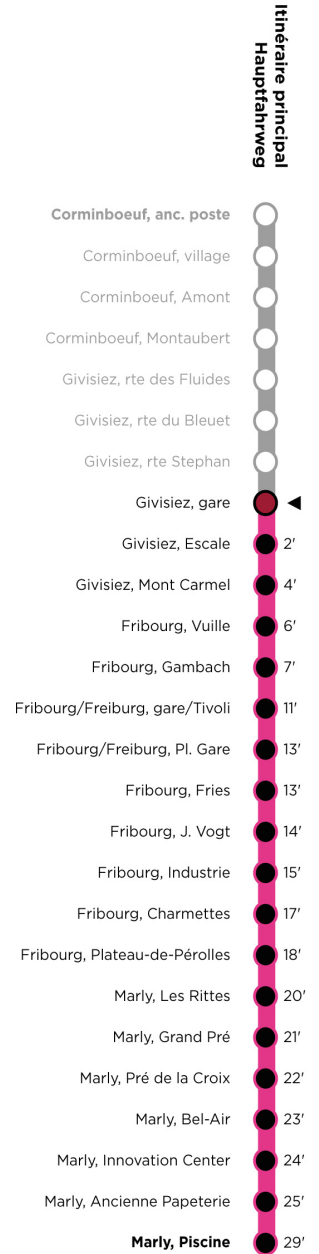 Itinéraire principal
Hauptfahrweg
Corminboeuf, anc. poste
Corminboeuf, village
Corminboeuf, Amont
Corminboeuf, Montaubert
Givisiez, rte des Fluides
Givisiez, rte du Bleuet
Givisiez, rte Stephan
Givisiez, gare
Givisiez, Escale 2'
Givisiez, Mont Carmel 4'
Fribourg, Vuille 6'
Fribourg, Gambach 7'
Fribourg/Freiburg, gare/Tivoli 11'
Fribourg/Freiburg, Pl. Gare 13'
Fribourg, Fries 13'
Fribourg, J. Vogt 14'
Fribourg, Industrie 15'
Fribourg, Charmettes 17'
Fribourg, Plateau-de-Pérolles 18'
Marly, Les Rittes 20'
Marly, Grand Pré 21'
Marly, Pré de la Croix 22'
Marly, Bel-Air 23'
Marly, Innovation Center 24'
Marly, Ancienne Papeterie 25'
Marly, Piscine 29'